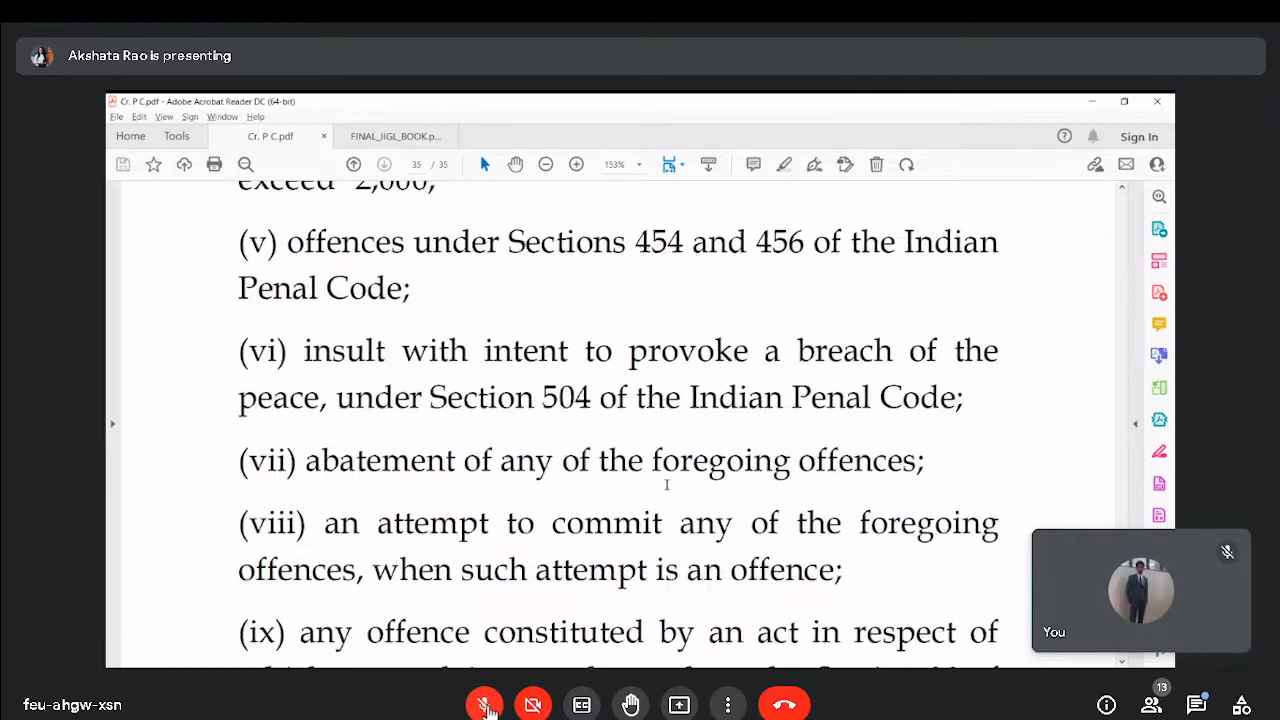 Akshata Rao is presenting
Cr. P C.pdf - Adobe Acrobat Reader DC (64-bit)
File Edit View Sign Window Help
Home Tools Cr. P C.pdf × FINAL_JIGL_BOOK.p... Sign In
35 / 35 153%
exceed 2,000;
(v) offences under Sections 454 and 456 of the Indian
Penal Code;
(vi) insult with intent to provoke a breach of the
peace, under Section 504 of the Indian Penal Code;
(vii) abatement of any of the foregoing offences;
(viii) an attempt to commit any of the foregoing
offences, when such attempt is an offence;
(ix) any offence constituted by an act in respect of
You
feu-ahgw-xsn
13